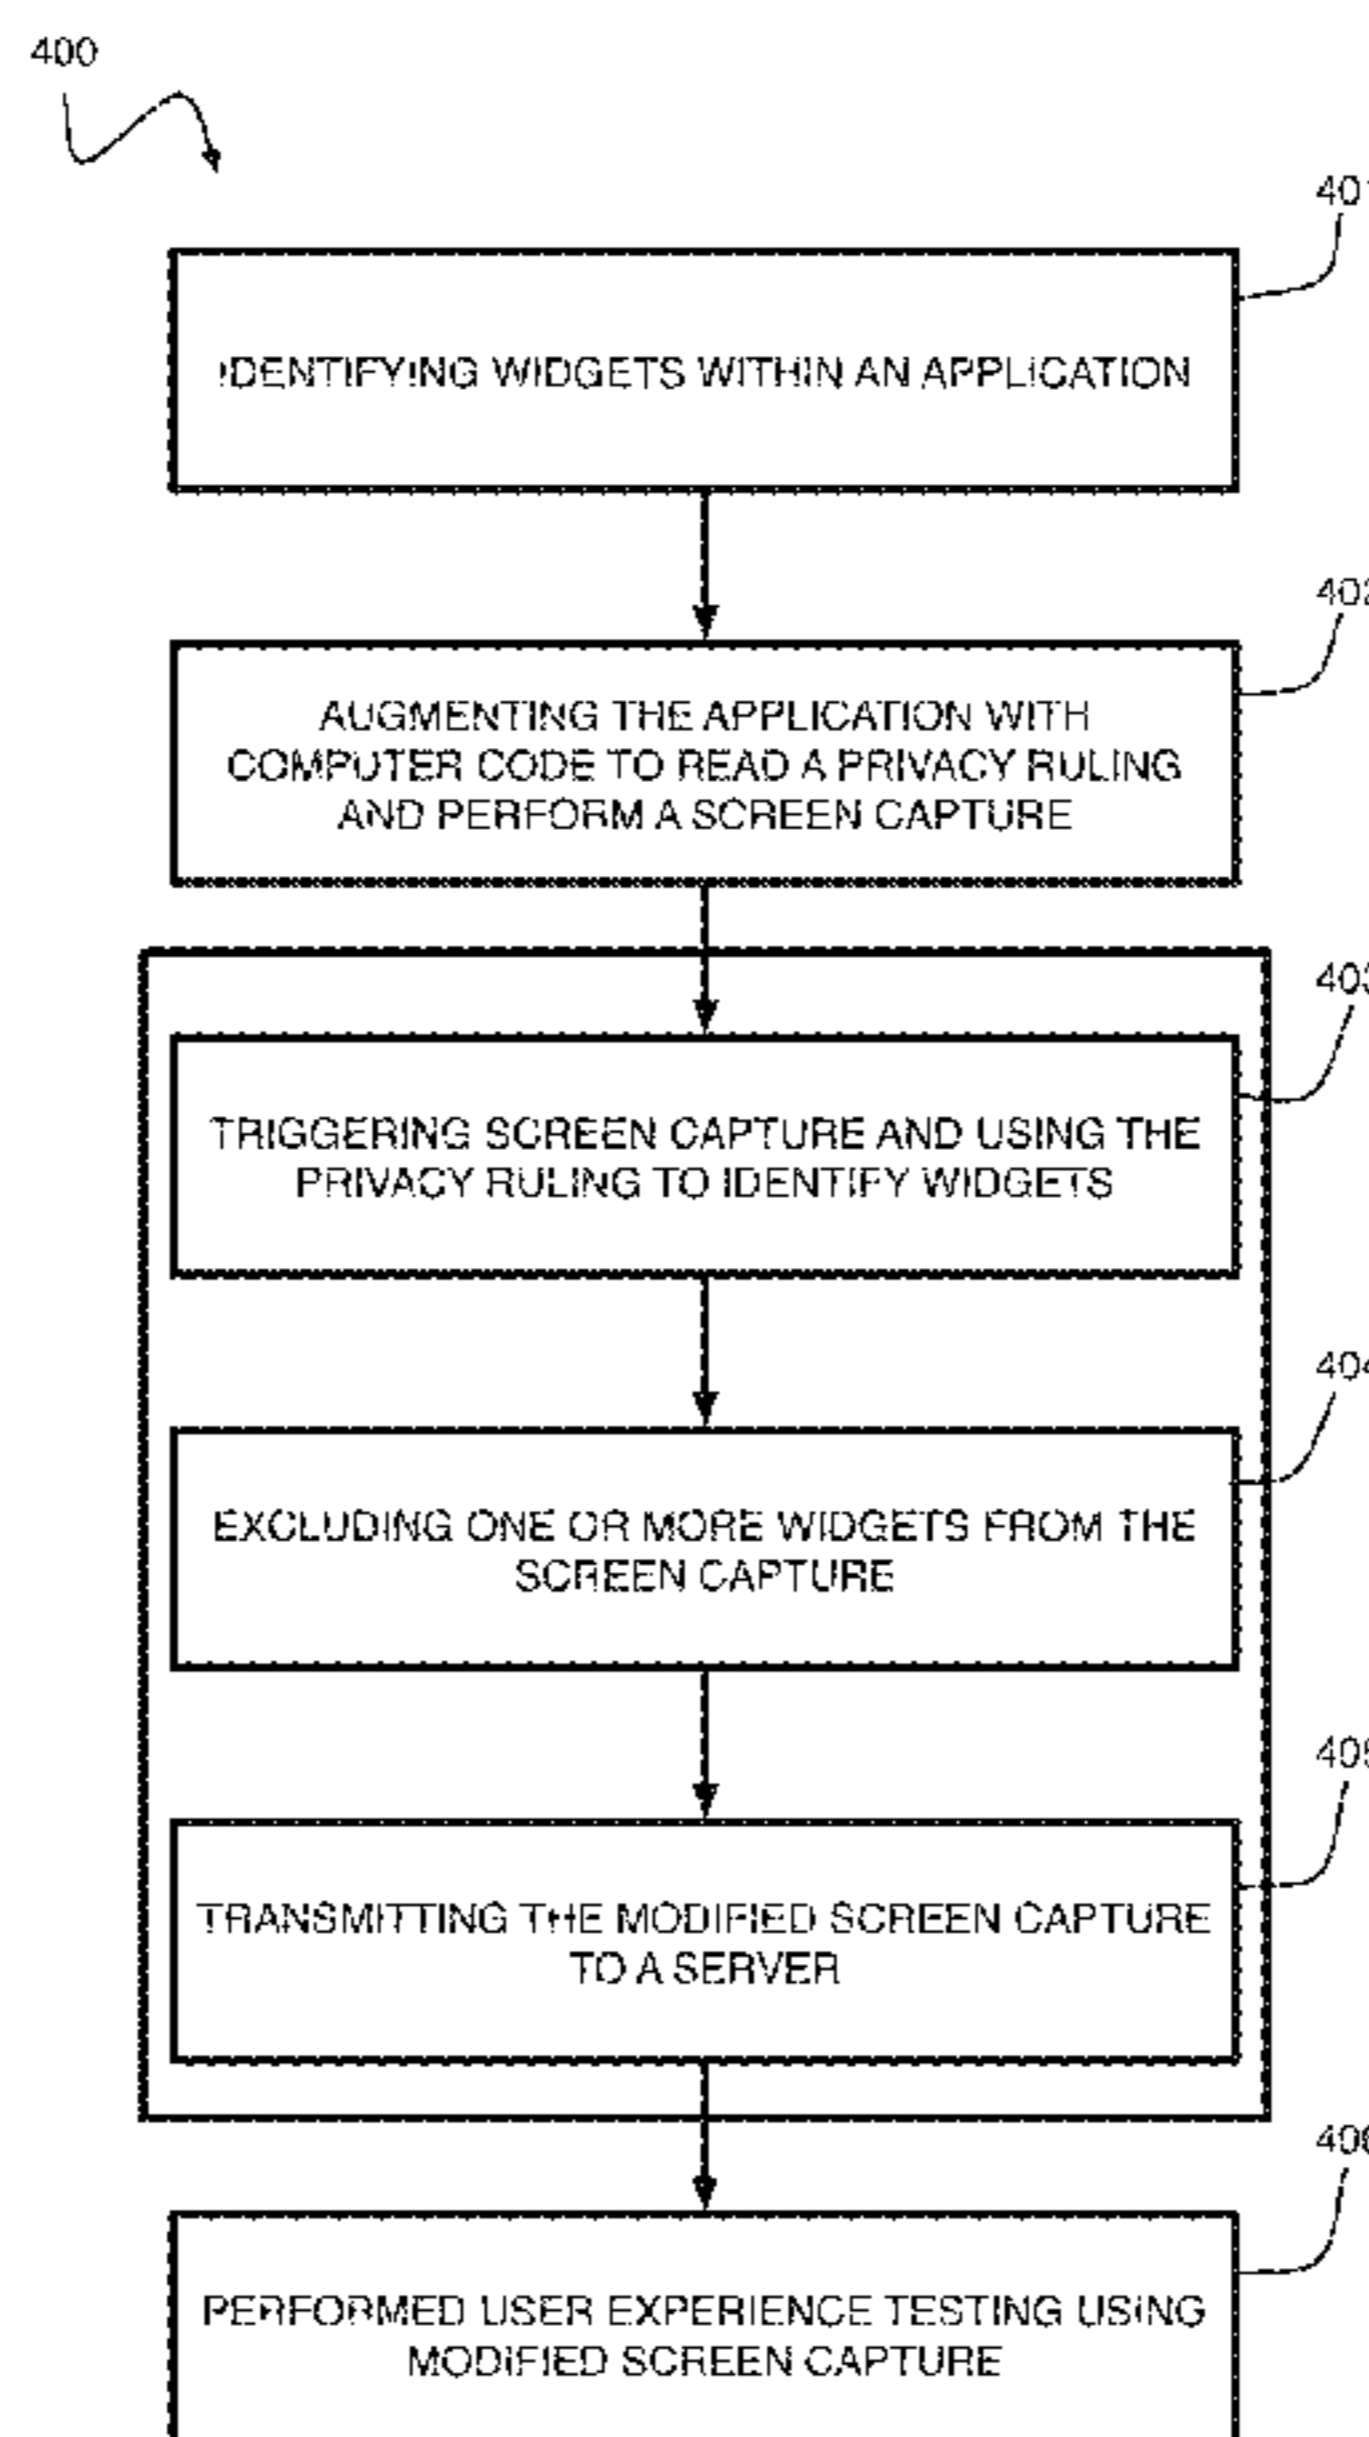 400
401
IDENTIFYING WIDGETS WITHIN AN APPLICATION
402
AUGMENTING THE APPLICATION WITH
COMPUTER CODE TO READ A PRIVACY RULING
AND PERFORM A SCREEN CAPTURE
403
TRIGGERING SCREEN CAPTURE AND USING THE
PRIVACY RULING TO IDENTIFY WIDGETS
404
EXCLUDING ONE OR MORE WIDGETS FROM THE
SCREEN CAPTURE
405
TRANSMITTING THE MODIFIED SCREEN CAPTURE
TO A SERVER
406
PERFORMED USER EXPERIENCE TESTING USING
MODIFIED SCREEN CAPTURE